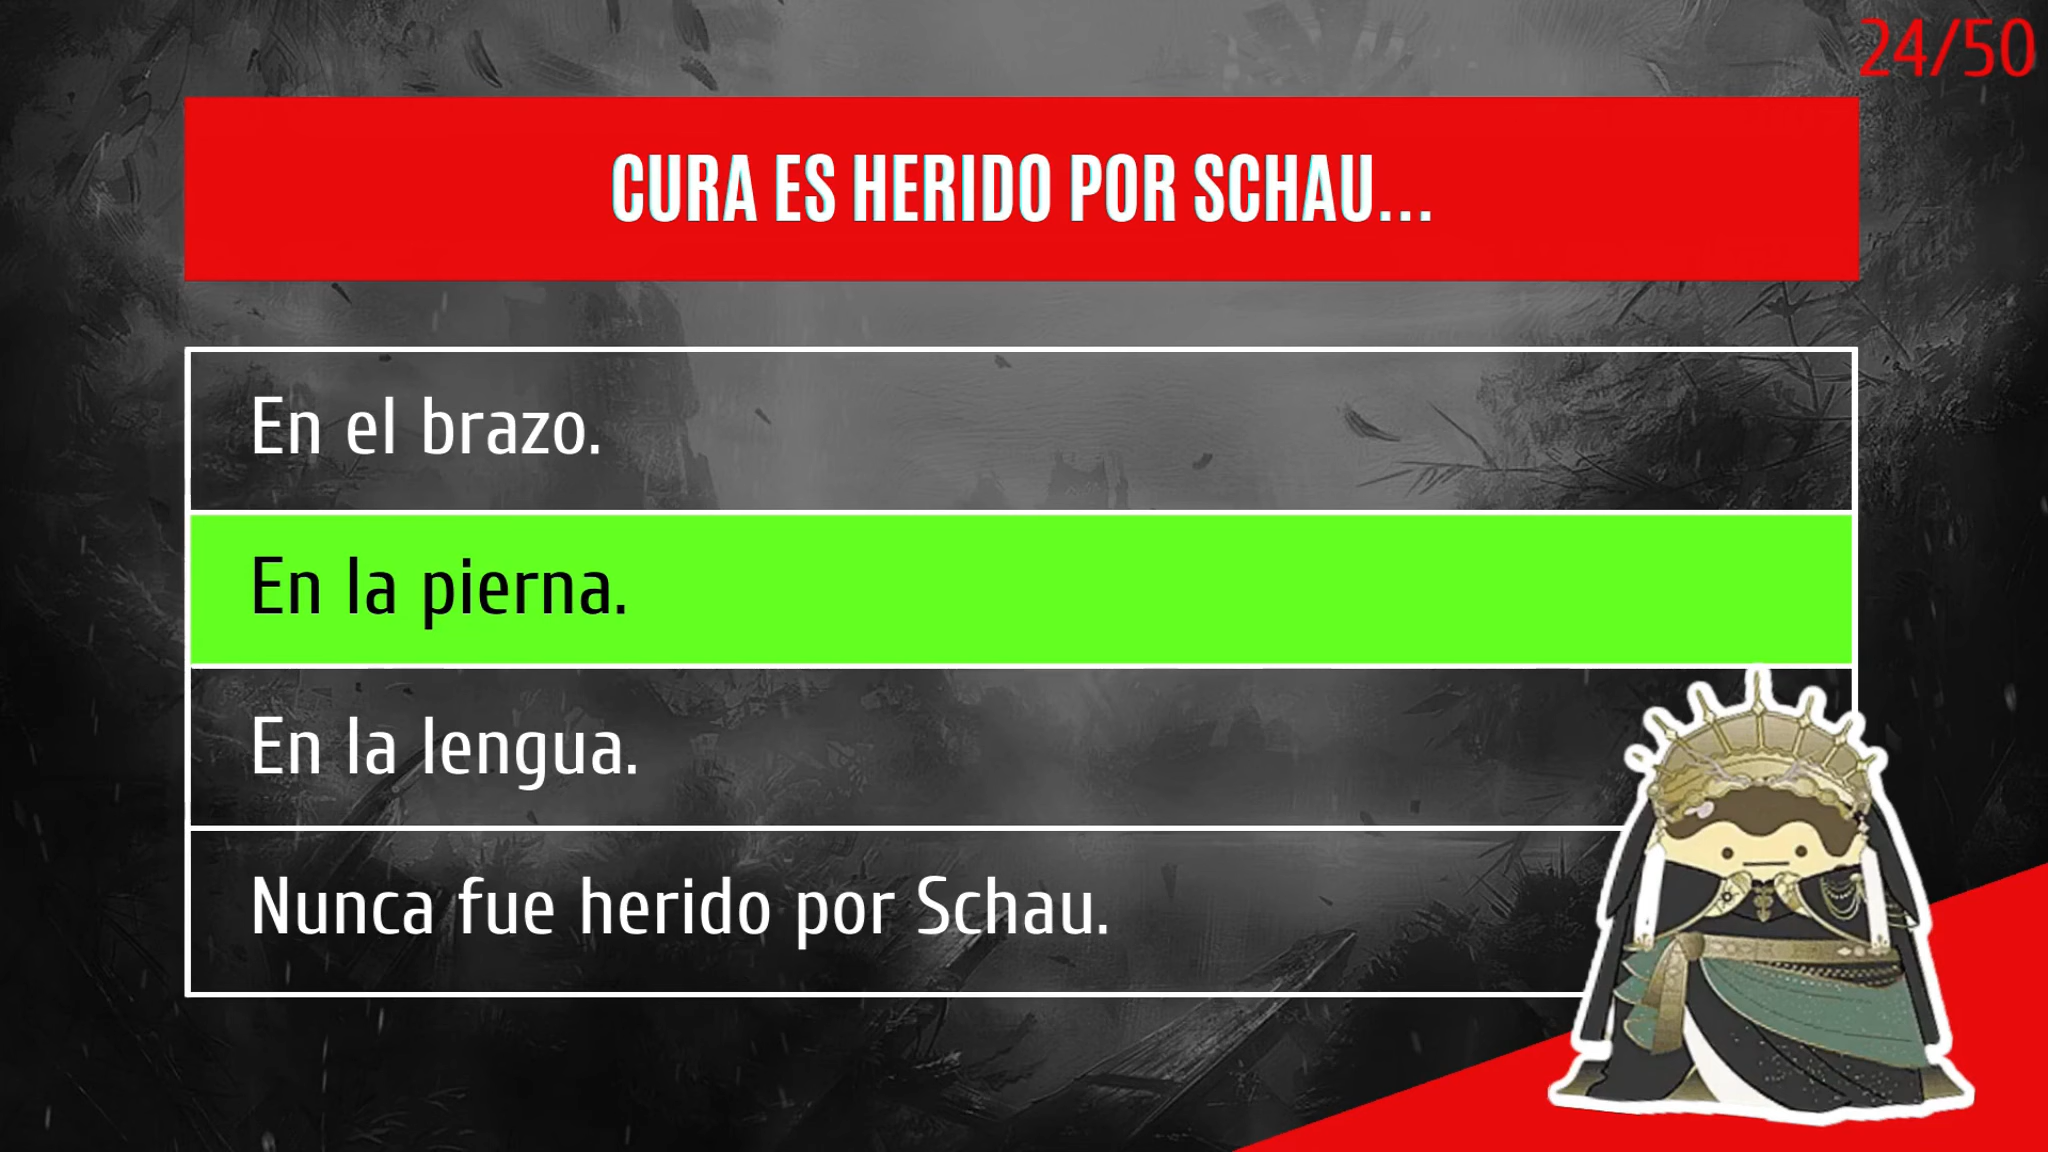 24/50
CURA ES HERIDO POR SCHAU...
En el brazo.
En la pierna.
En la lengua.
Nunca fue herido por Schau.